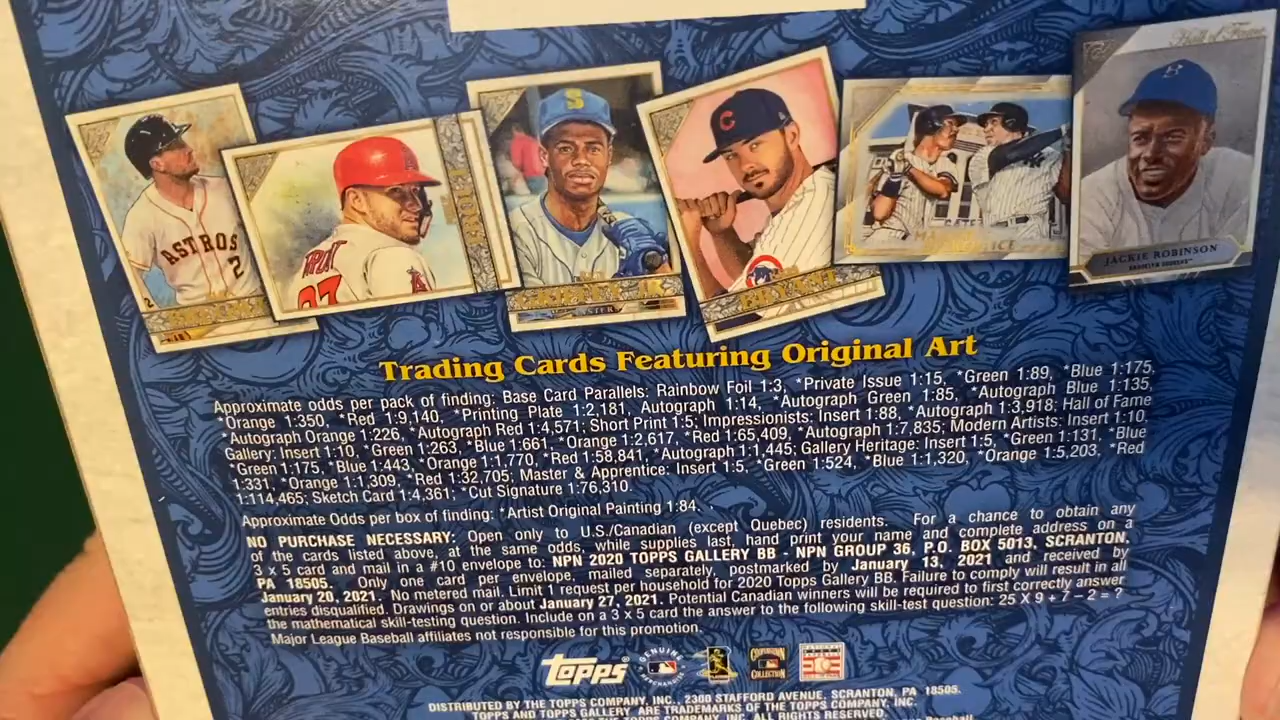 Hall of Fame
ASTROS
2
TROUT
27
S
C
B
GRIFFEY JR.
BRYANT
JACKIE ROBINSON
BROOKLYN DODGERS™
Trading Cards Featuring Original Art
Approximate odds per pack of finding: Base Card Parallels: Rainbow Foil 1:3, *Private Issue 1:15, *Green 1:89, *Blue 1:175,
*Orange 1:350, *Red 1:9,140, *Printing Plate 1:2,181, Autograph 1:14, *Autograph Green 1:85, *Autograph Blue 1:135,
*Autograph Orange 1:226, *Autograph Red 1:4,571; Short Print 1:5; Impressionists: Insert 1:88, *Autograph 1:3,918; Hall of Fame
Gallery: Insert 1:10, *Green 1:263, *Blue 1:661, *Orange 1:2,617, *Red 1:65,409, *Autograph 1:7,835; Modern Artists: Insert 1:10,
*Green 1:175, *Blue 1:443, *Orange 1:1,770, *Red 1:58,841, *Autograph 1:1,445; Gallery Heritage: Insert 1:5, *Green 1:131, *Blue
1:331, *Orange 1:1,309, *Red 1:32,705; Master & Apprentice: Insert 1:5, *Green 1:524, *Blue 1:1,320, *Orange 1:5,203, *Red
1:114,465; Sketch Card 1:4,361; *Cut Signature 1:76,310.
Approximate Odds per box of finding: *Artist Original Painting 1:84.
NO PURCHASE NECESSARY: Open only to U.S./Canadian (except Quebec) residents. For a chance to obtain any
of the cards listed above, at the same odds, while supplies last, hand print your name and complete address on a
3 x 5 card and mail in a #10 envelope to: NPN 2020 TOPPS GALLERY BB - NPN GROUP 36, P.O. BOX 5013, SCRANTON,
PA 18505. Only one card per envelope, mailed separately, postmarked by January 13, 2021 and received by
January 20, 2021. No metered mail. Limit 1 request per household for 2020 Topps Gallery BB. Failure to comply will result in all
entries disqualified. Drawings on or about January 27, 2021. Potential Canadian winners will be required to first correctly answer
the mathematical skill-testing question. Include on a 3 x 5 card the answer to the following skill-test question: 25 X 9 + 7 – 2 = ?
Major League Baseball affiliates not responsible for this promotion.
topps®
GENUINE MERCHANDISE
COOPERSTOWN COLLECTION
DISTRIBUTED BY THE TOPPS COMPANY, INC., 2300 STAFFORD AVENUE, SCRANTON, PA 18505.
TOPPS AND TOPPS GALLERY ARE TRADEMARKS OF THE TOPPS COMPANY, INC.
THE TOPPS COMPANY, INC. ALL RIGHTS RESERVED.